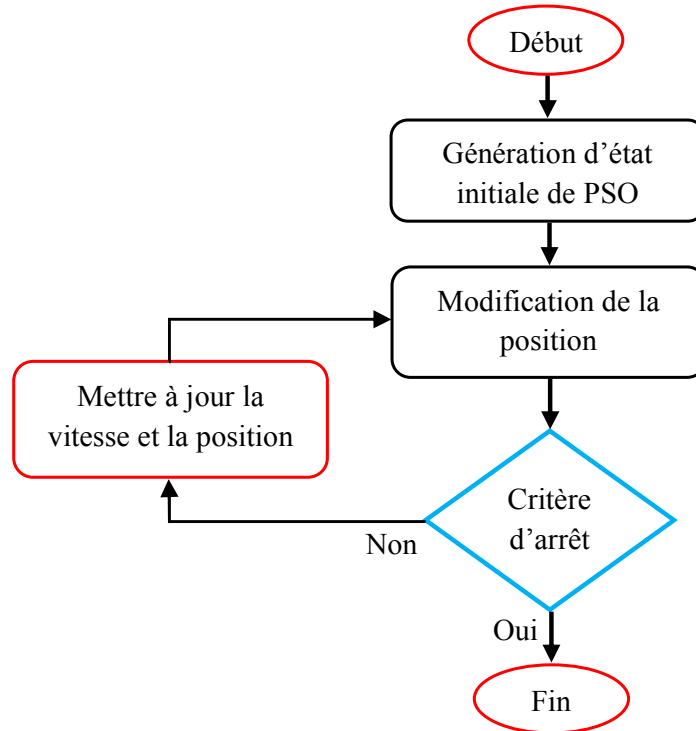 Début
Génération d'état
initiale de PSO
Modification de la
position
Mettre à jour la
vitesse et la position
Critère
d'arrêt
Non
Oui
Fin